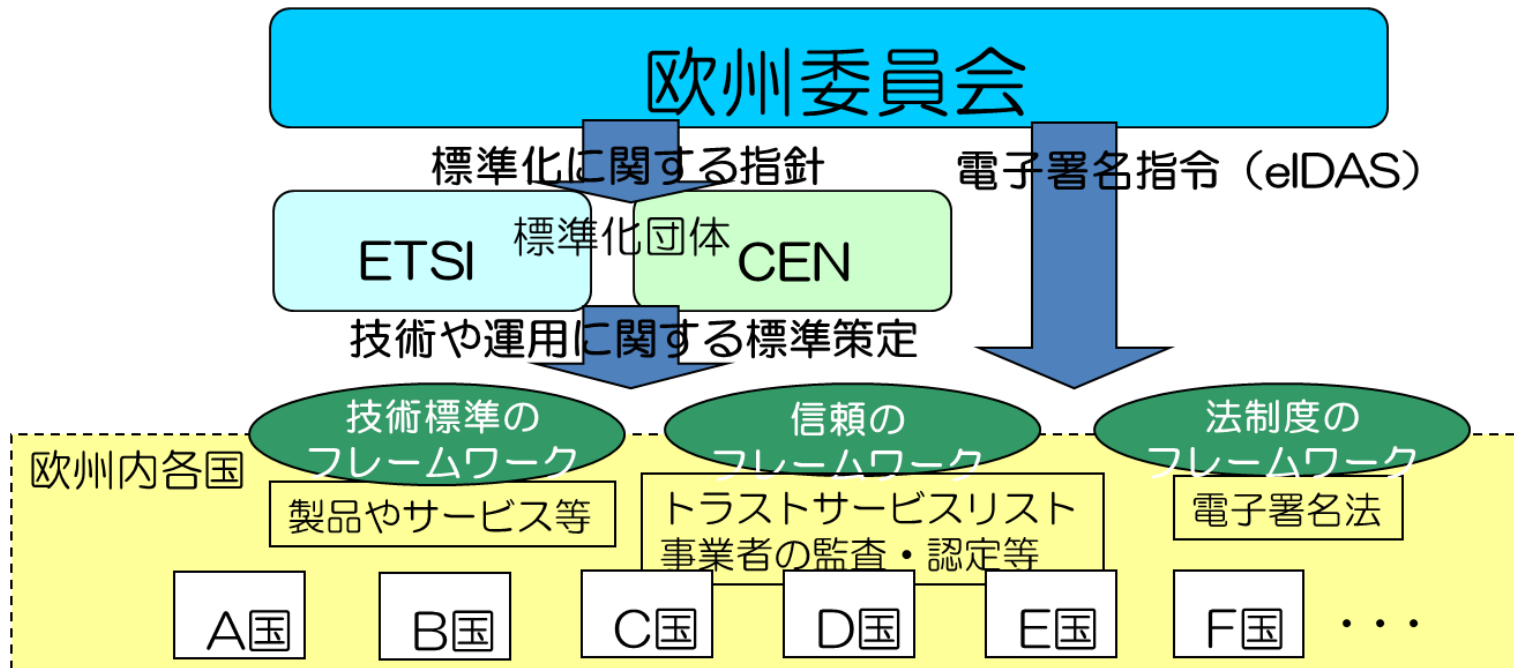 欧州委員会
標準化に関する指針
電子署名指令（eIDAS）
標準化団体
ETSI
CEN
技術や運用に関する標準策定
技術標準の
フレームワーク
信頼の
フレームワーク
法制度の
フレームワーク
欧州内各国
製品やサービス等
トラストサービスリスト
事業者の監査・認定等
電子署名法
A国
B国
C国
D国
E国
F国
・・・